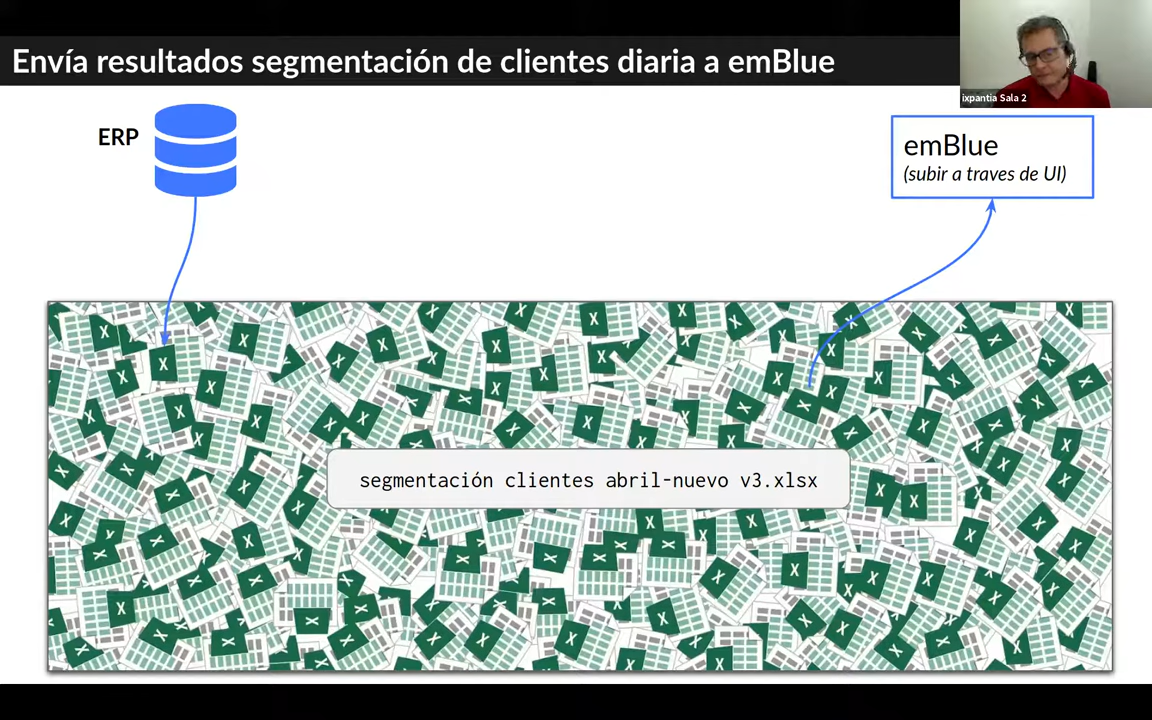 Envía resultados segmentación de clientes diaria a emBlue
ixpantia Sala 2
ERP
emBlue
(subir a traves de UI)
segmentación clientes abril-nuevo v3.xlsx